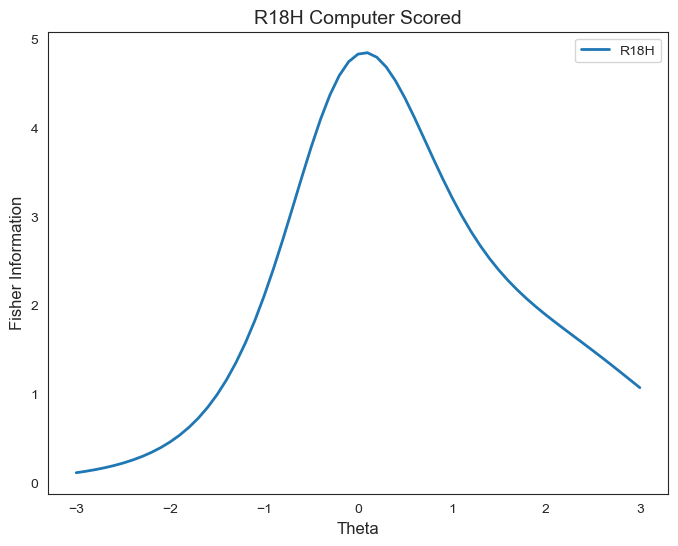 R18H Computer Scored
R18H
Fisher Information
5
4
3
2
1
0
−3 −2 −1 0 1 2 3
Theta